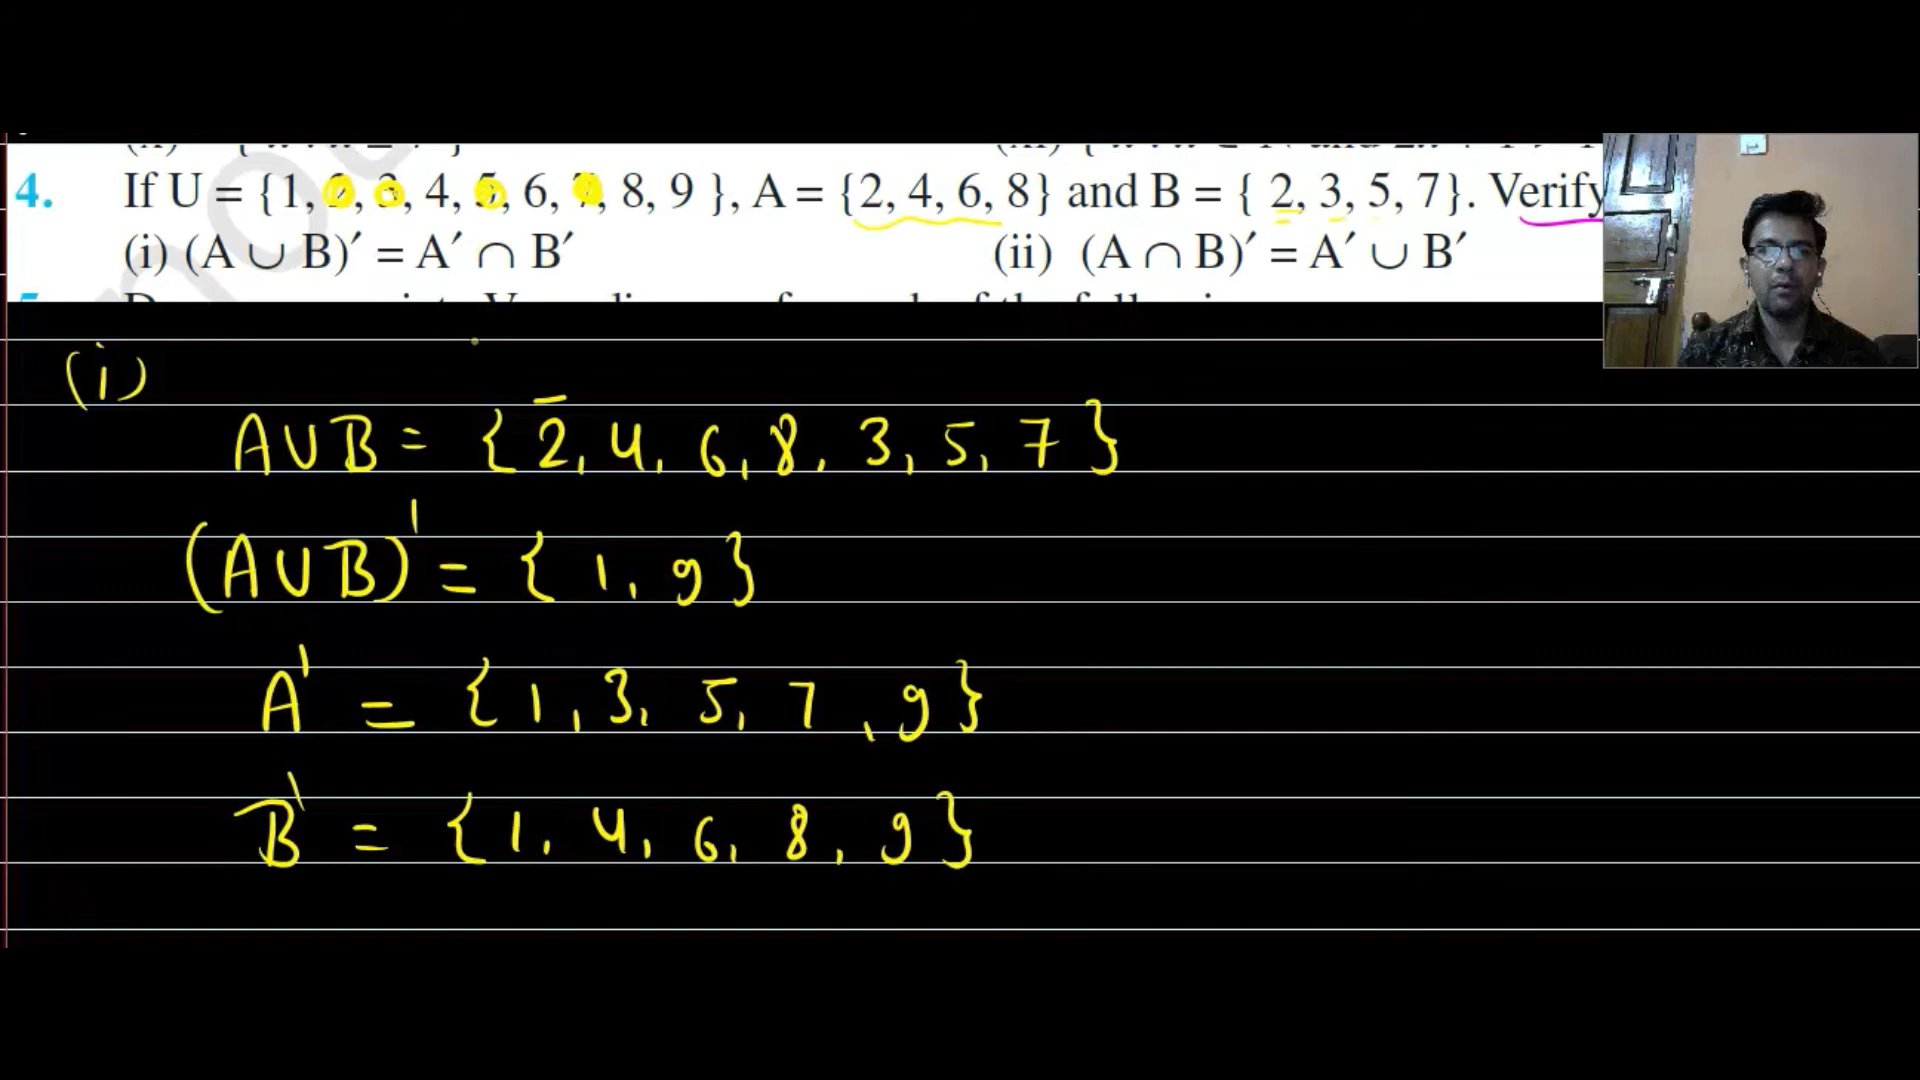 4. If U = {1, 2, 3, 4, 5, 6, 7, 8, 9 }, A = {2, 4, 6, 8} and B = { 2, 3, 5, 7}. Verify
(i) (A ∪ B)′ = A′ ∩ B′ (ii) (A ∩ B)′ = A′ ∪ B′
(i)
A∪B = {2, 4, 6, 8, 3, 5, 7}
(A∪B)' = {1, 9}
A' = {1, 3, 5, 7, 9}
B' = {1, 4, 6, 8, 9}